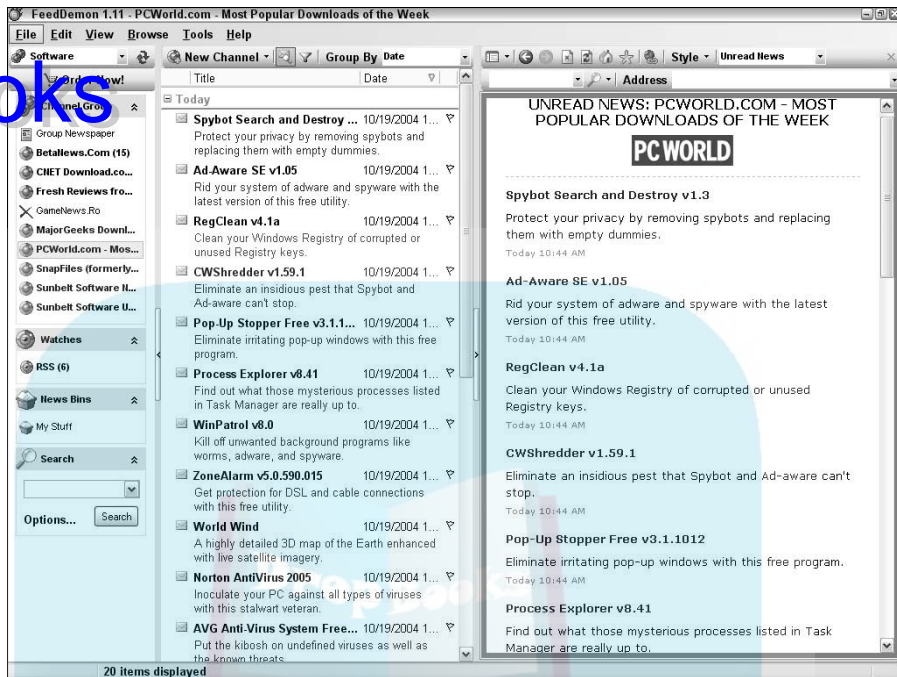 FeedDemon 1.11 - PCWorld.com - Most Popular Downloads of the Week
File Edit View Browse Tools Help
Software
Order Now!
oks
Channel Group
Group Newspaper
BetaNews.Com (15)
CNET Download.co...
Fresh Reviews fro...
GameNews.Ro
MajorGeeks Downl...
PCWorld.com - Mos...
SnapFiles (formerly...
Sunbelt Software N...
Sunbelt Software U...
Watches
RSS (6)
News Bins
My Stuff
Search
Options... Search
New Channel Group By Date
Title Date
Today
Spybot Search and Destroy ... 10/19/2004 1...
Protect your privacy by removing spybots and
replacing them with empty dummies.
Ad-Aware SE v1.05 10/19/2004 1...
Rid your system of adware and spyware with the
latest version of this free utility.
RegClean v4.1a 10/19/2004 1...
Clean your Windows Registry of corrupted or
unused Registry keys.
CWShredder v1.59.1 10/19/2004 1...
Eliminate an insidious pest that Spybot and
Ad-aware can't stop.
Pop-Up Stopper Free v3.1.1... 10/19/2004 1...
Eliminate irritating pop-up windows with this free
program.
Process Explorer v8.41 10/19/2004 1...
Find out what those mysterious processes listed
in Task Manager are really up to.
WinPatrol v8.0 10/19/2004 1...
Kill off unwanted background programs like
worms, adware, and spyware.
ZoneAlarm v5.0.590.015 10/19/2004 1...
Get protection for DSL and cable connections
with this free utility.
World Wind 10/19/2004 1...
A highly detailed 3D map of the Earth enhanced
with live satellite imagery.
Norton AntiVirus 2005 10/19/2004 1...
Inoculate your PC against all types of viruses
with this stalwart veteran.
AVG Anti-Virus System Free... 10/19/2004 1...
Put the kibosh on undefined viruses as well as
the known threats.
Drop Books
Style Unread News
Address
UNREAD NEWS: PCWORLD.COM - MOST
POPULAR DOWNLOADS OF THE WEEK
PC WORLD
Spybot Search and Destroy v1.3
Protect your privacy by removing spybots and replacing
them with empty dummies.
Today 10:44 AM
Ad-Aware SE v1.05
Rid your system of adware and spyware with the latest
version of this free utility.
Today 10:44 AM
RegClean v4.1a
Clean your Windows Registry of corrupted or unused
Registry keys.
Today 10:44 AM
CWShredder v1.59.1
Eliminate an insidious pest that Spybot and Ad-aware can't
stop.
Today 10:44 AM
Pop-Up Stopper Free v3.1.1012
Eliminate irritating pop-up windows with this free program.
Today 10:44 AM
Process Explorer v8.41
Find out what those mysterious processes listed in Task
Manager are really up to.
20 items displayed